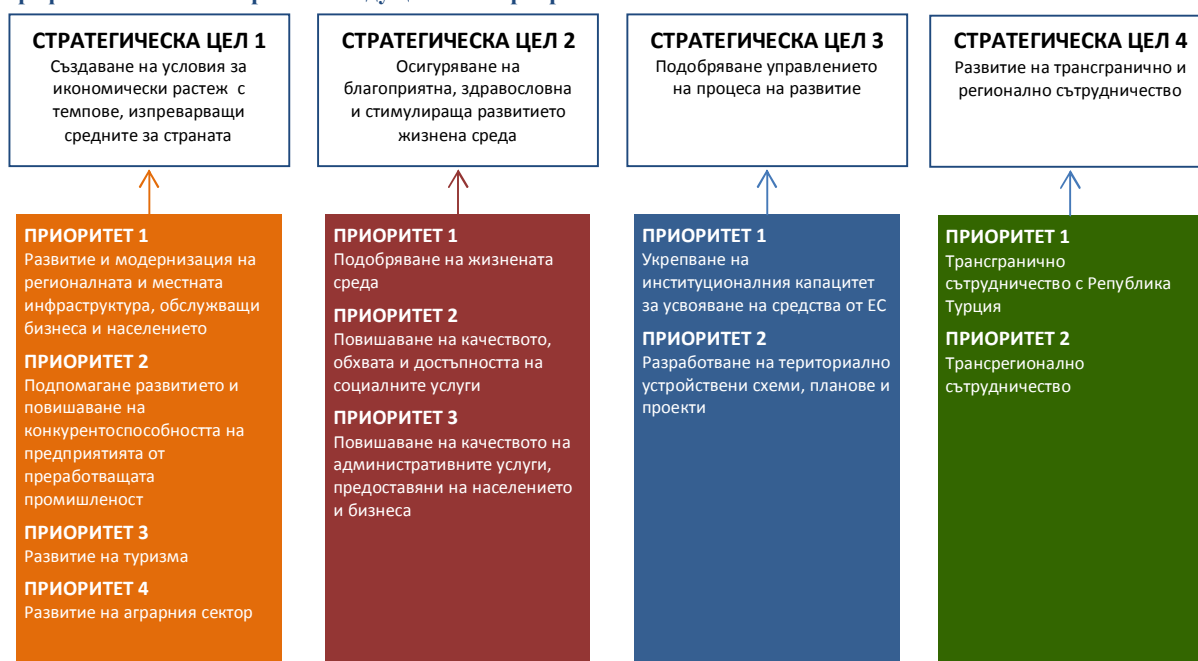 СТРАТЕГИЧЕСКА ЦЕЛ 1
Създаване на условия за
икономически растеж с
темпове, изпреварващи
средните за страната
СТРАТЕГИЧЕСКА ЦЕЛ 2
Осигуряване на
благоприятна, здравословна
и стимулираща развитието
жизнена среда
СТРАТЕГИЧЕСКА ЦЕЛ 3
Подобряване управлението
на процеса на развитие
СТРАТЕГИЧЕСКА ЦЕЛ 4
Развитие на трансгранично и
регионално сътрудничество
ПРИОРИТЕТ 1
Развитие и модернизация на
регионалната и местната
инфраструктура, обслужващи
бизнеса и населението
ПРИОРИТЕТ 2
Подпомагане развитието и
повишаване на
конкурентоспособността на
предприятията от
преработващата
промишленост
ПРИОРИТЕТ 3
Развитие на туризма
ПРИОРИТЕТ 4
Развитие на аграрния сектор
ПРИОРИТЕТ 1
Подобряване на жизнената
среда
ПРИОРИТЕТ 2
Повишаване на качеството,
обхвата и достъпността на
социалните услуги
ПРИОРИТЕТ 3
Повишаване на качеството на
административните услуги,
предоставяни на населението
и бизнеса
ПРИОРИТЕТ 1
Укрепване на
институционалния капацитет
за усвояване на средства от ЕС
ПРИОРИТЕТ 2
Разработване на териториално
устройствени схеми, планове и
проекти
ПРИОРИТЕТ 1
Трансгранично
сътрудничество с Република
Турция
ПРИОРИТЕТ 2
Трансрегионално
сътрудничество